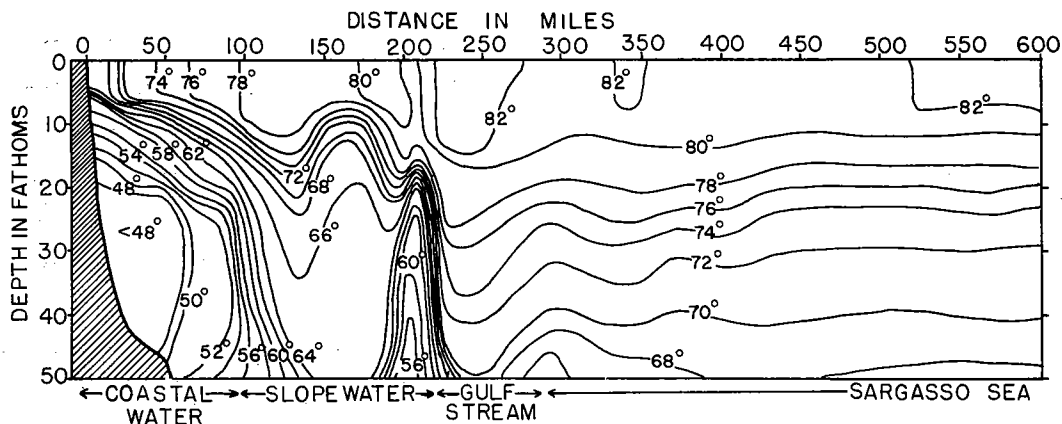 DISTANCE IN MILES
0 50 100 150 200 250 300 350 400 450 500 550 600
DEPTH IN FATHOMS
0
10
20
30
40
50
74° 76° 78° 80° 82° 82° 82°
80°
54° 58° 62°
72°
48° 68° 78°
76°
<48° 66° 74°
60° 72°
50° 70°
52° 56° 60° 64° 56° 68°
COASTAL WATER
SLOPE WATER
GULF STREAM
SARGASSO SEA